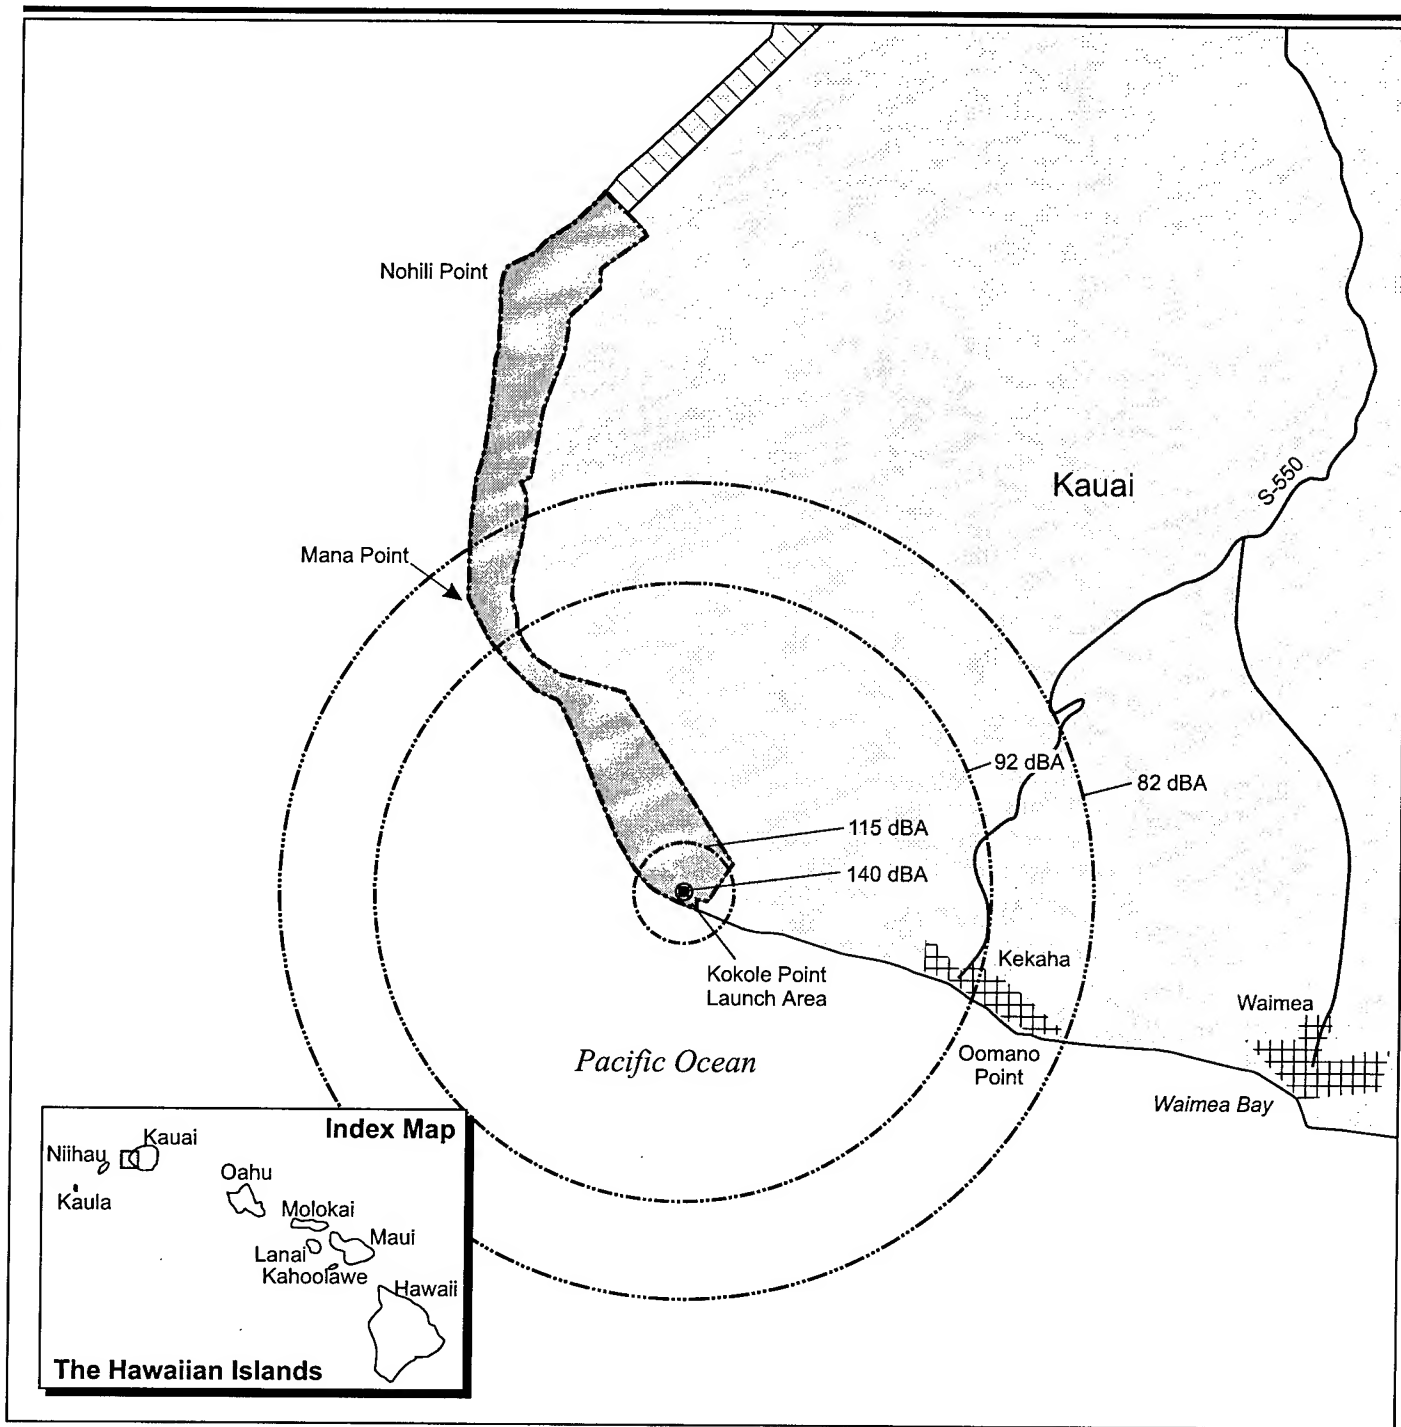 Nohili Point
Kauai
S-550
Mana Point
92 dBA
82 dBA
115 dBA
140 dBA
Kokole Point
Launch Area
Kekaha
Waimea
Oomano
Point
Pacific Ocean
Waimea Bay
Index Map
Kauai
Niihau
Kaula
Oahu
Molokai
Maui
Lanai
Kahoolawe
Hawaii
The Hawaiian Islands